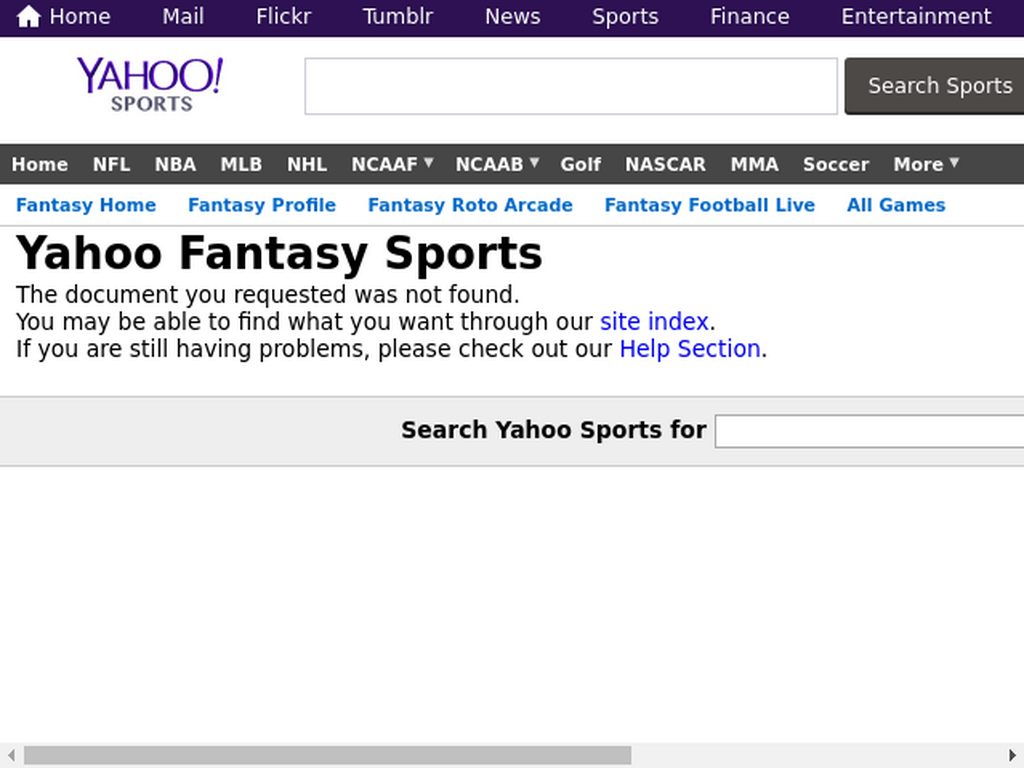 Home Mail Flickr Tumblr News Sports Finance Entertainment
YAHOO!
SPORTS
Search Sports
Home NFL NBA MLB NHL NCAAF NCAAB Golf NASCAR MMA Soccer More
Fantasy Home Fantasy Profile Fantasy Roto Arcade Fantasy Football Live All Games
Yahoo Fantasy Sports
The document you requested was not found.
You may be able to find what you want through our site index.
If you are still having problems, please check out our Help Section.
Search Yahoo Sports for